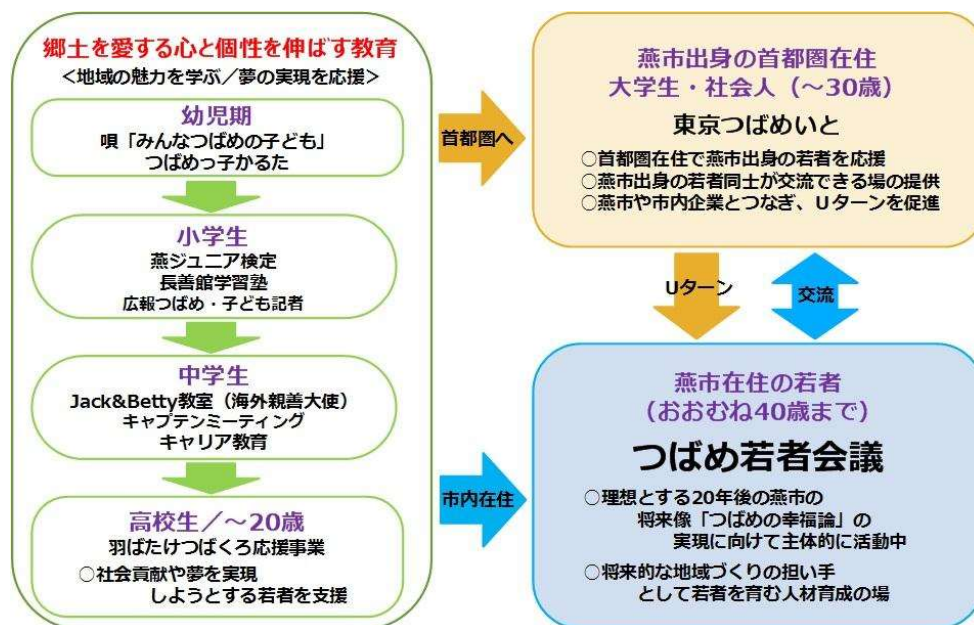 郷土を愛する心と個性を伸ばす教育
<地域の魅力を学ぶ／夢の実現を応援>
幼児期
唄「みんなつばめの子ども」
つばめっ子かるた
小学生
燕ジュニア検定
長善館学習塾
広報つばめ・子ども記者
中学生
Jack&Betty教室（海外親善大使）
キャプテンミーティング
キャリア教育
高校生／～20歳
羽ばたけつばくろ応援事業
○社会貢献や夢を実現
しようとする若者を支援
首都圏へ
市内在住
燕市出身の首都圏在住
大学生・社会人（～30歳）
東京つばめいと
○首都圏在住で燕市出身の若者を応援
○燕市出身の若者同士が交流できる場の提供
○燕市や市内企業とつなぎ、Uターンを促進
Uターン
交流
燕市在住の若者
（おおむね40歳まで）
つばめ若者会議
○理想とする20年後の燕市の
将来像「つばめの幸福論」の
実現に向けて主体的に活動中
○将来的な地域づくりの担い手
として若者を育む人材育成の場